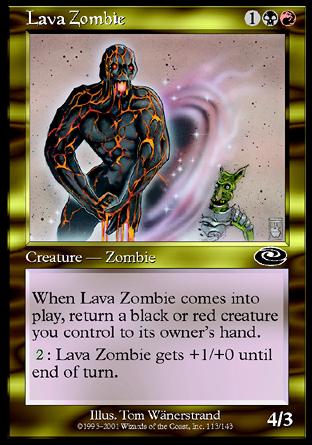 Lava Zombie 1
Creature — Zombie
When Lava Zombie comes into
play, return a black or red creature
you control to its owner's hand.
2: Lava Zombie gets +1/+0 until
end of turn.
Illus. Tom Wänerstrand
©1993–2001 Wizards of the Coast, Inc. 113/143
4/3